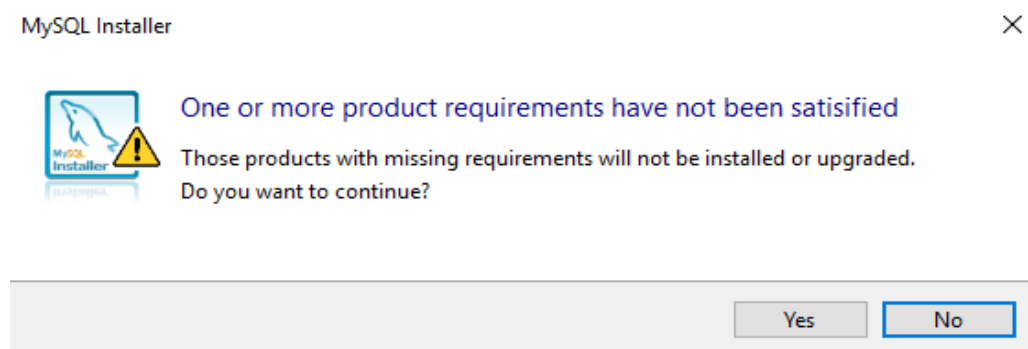 MySQL Installer
One or more product requirements have not been satisified
Those products with missing requirements will not be installed or upgraded.
Do you want to continue?
MySQL
Installer
Yes
No